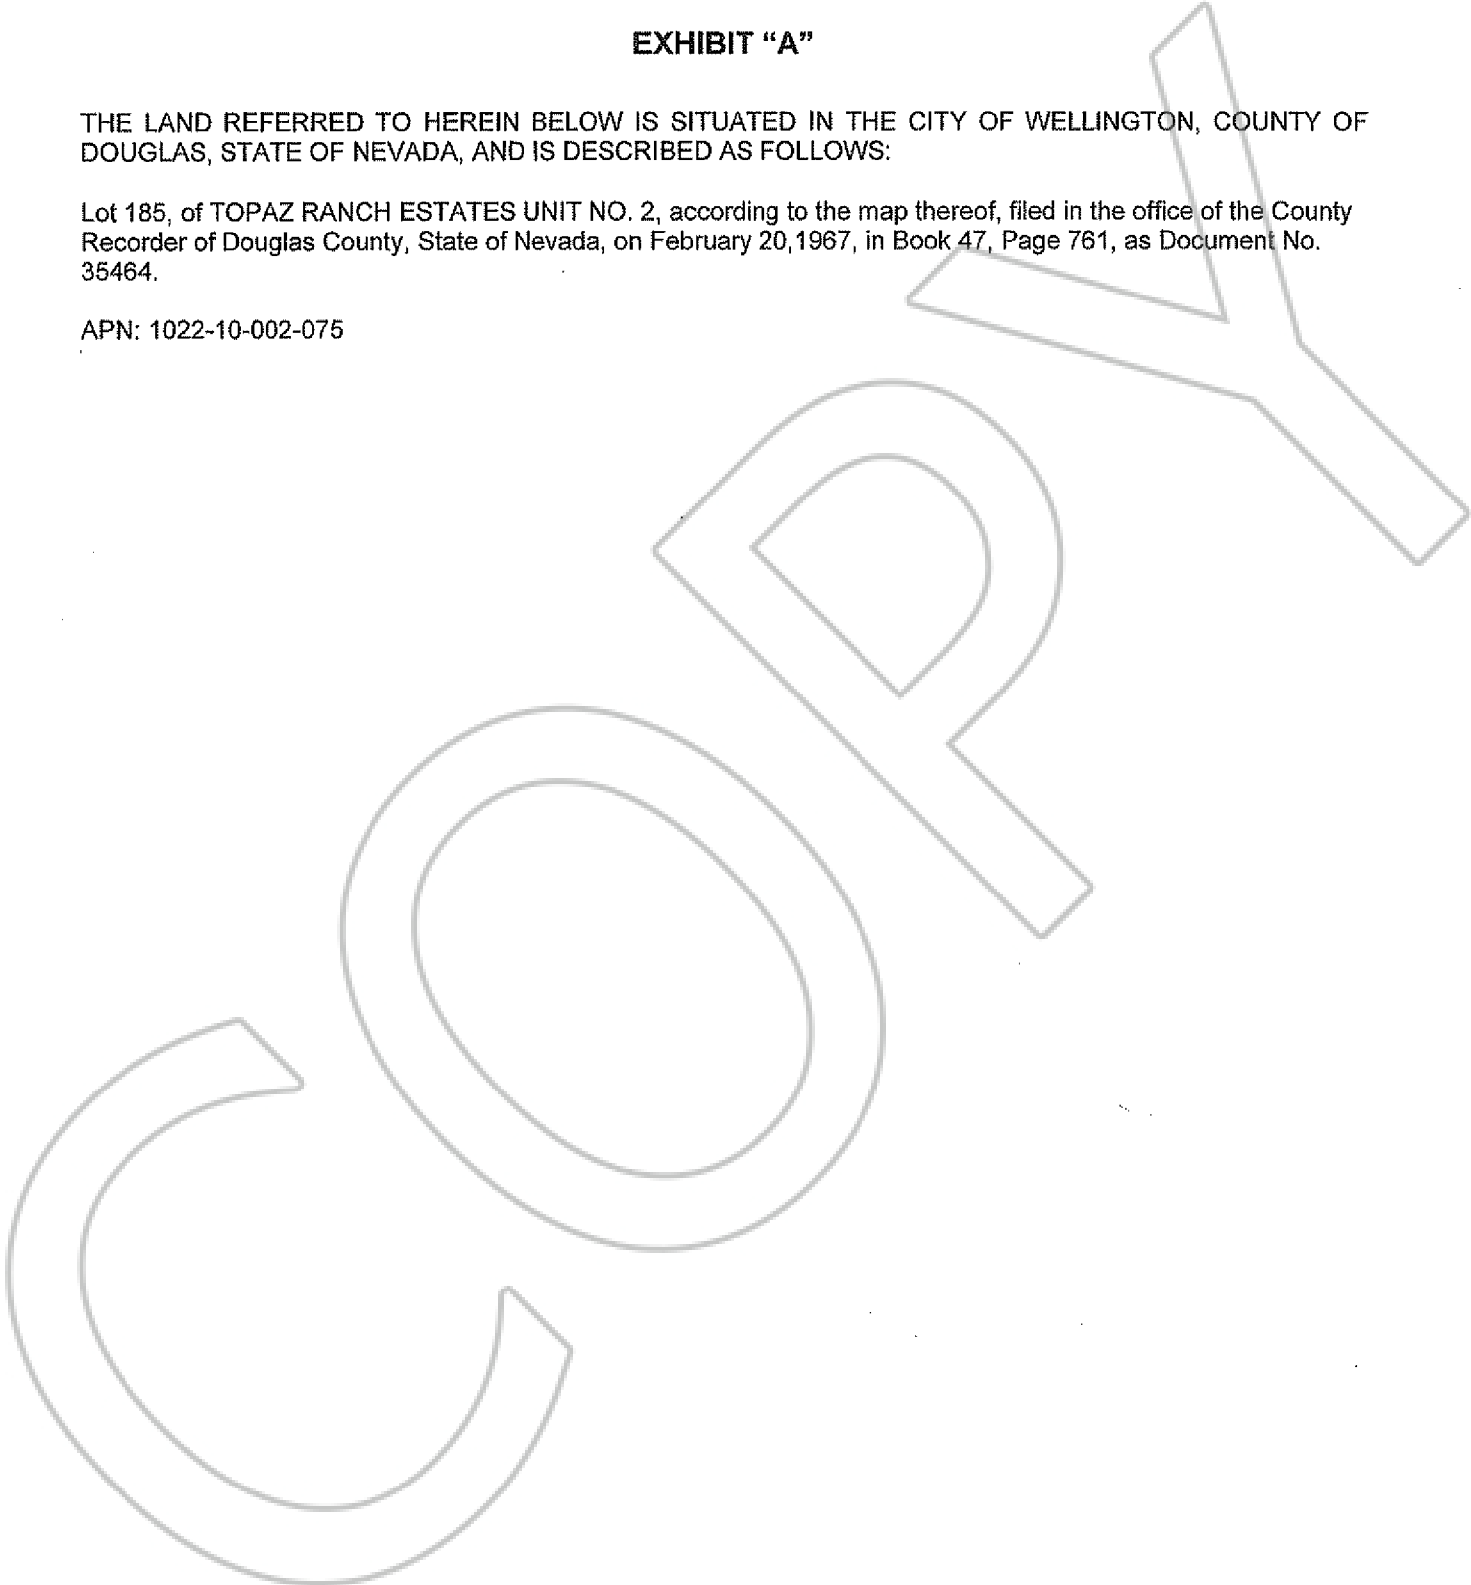 EXHIBIT “A”
THE LAND REFERRED TO HEREIN BELOW IS SITUATED IN THE CITY OF WELLINGTON, COUNTY OF
DOUGLAS, STATE OF NEVADA, AND IS DESCRIBED AS FOLLOWS:
Lot 185, of TOPAZ RANCH ESTATES UNIT NO. 2, according to the map thereof, filed in the office of the County
Recorder of Douglas County, State of Nevada, on February 20,1967, in Book 47, Page 761, as Document No.
35464.
APN: 1022-10-002-075
COPY